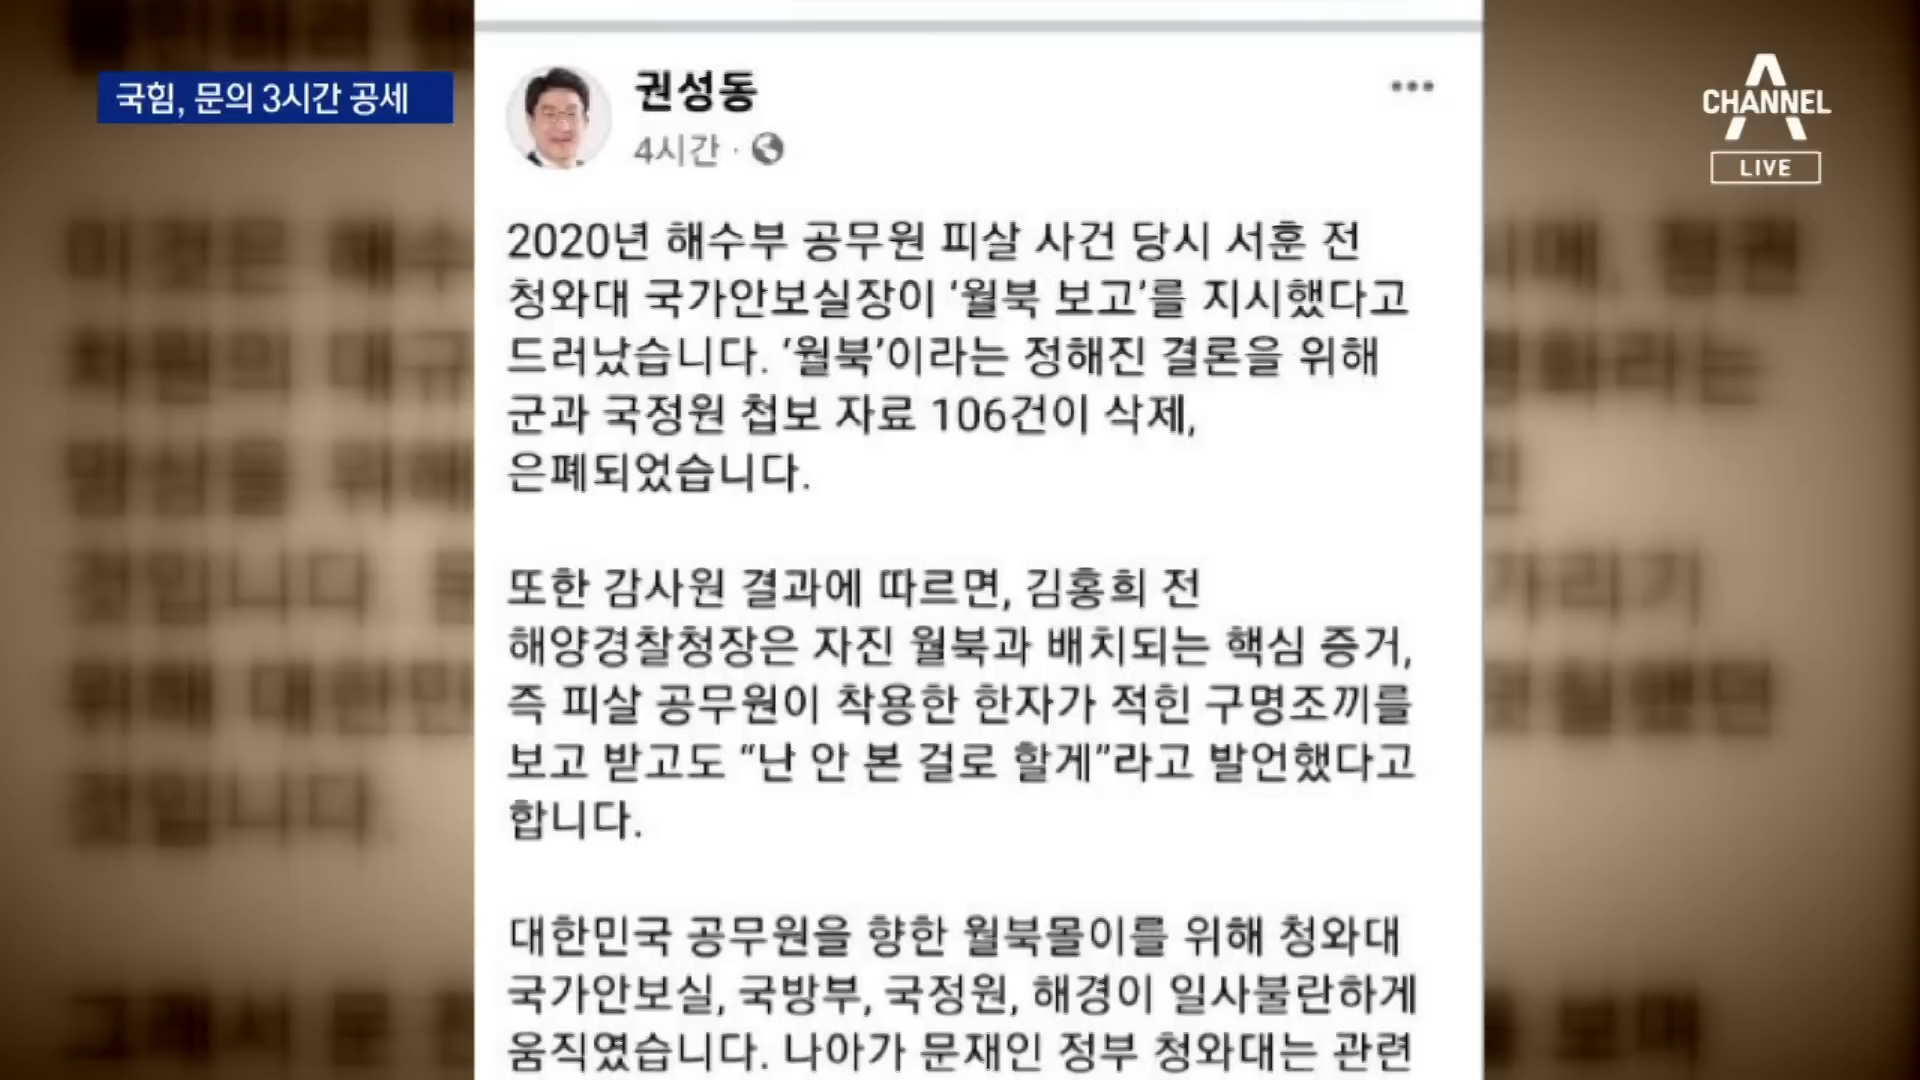 국힘, 문의 3시간 공세
CHANNEL A
LIVE
권성동
4시간 ·
2020년 해수부 공무원 피살 사건 당시 서훈 전
청와대 국가안보실장이 '월북 보고'를 지시했다고
드러났습니다. '월북'이라는 정해진 결론을 위해
군과 국정원 첩보 자료 106건이 삭제,
은폐되었습니다.
또한 감사원 결과에 따르면, 김홍희 전
해양경찰청장은 자진 월북과 배치되는 핵심 증거,
즉 피살 공무원이 착용한 한자가 적힌 구명조끼를
보고 받고도 "난 안 본 걸로 할게"라고 발언했다고
합니다.
대한민국 공무원을 향한 월북몰이를 위해 청와대
국가안보실, 국방부, 국정원, 해경이 일사불란하게
움직였습니다. 나아가 문재인 정부 청와대는 관련